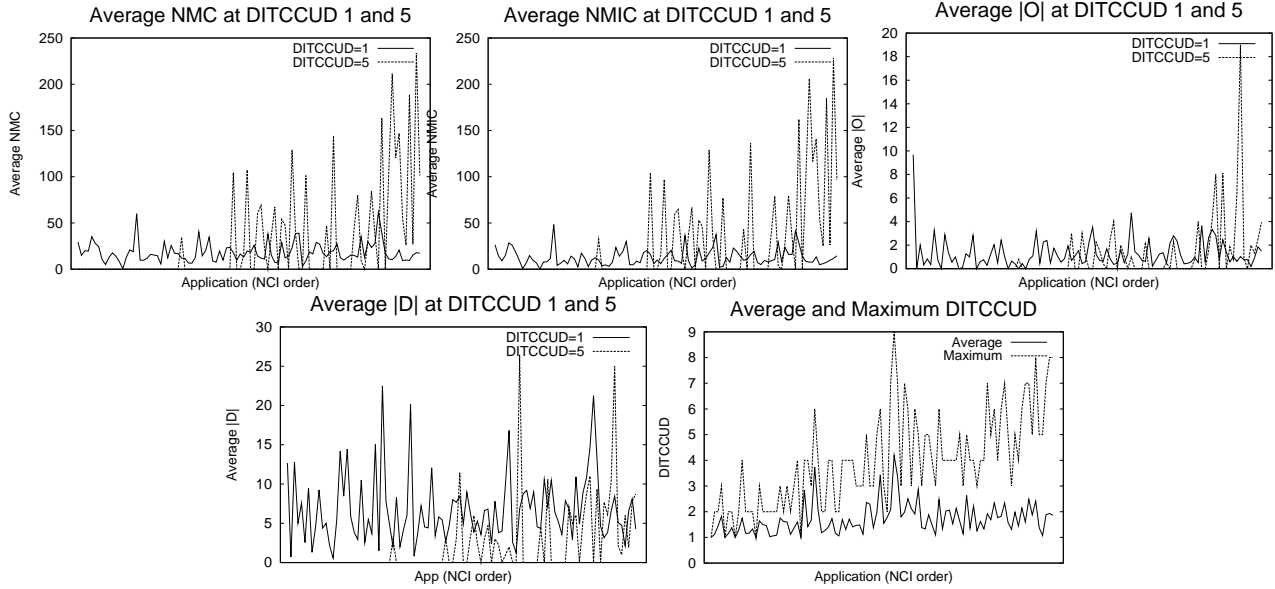 Average NMC at DITCCUD 1 and 5
250
200
150
100
50
0
Average NMC
DITCCUD=1
DITCCUD=5
Application (NCI order)
Average NMIC at DITCCUD 1 and 5
250
200
150
100
50
0
Average NMIC
DITCCUD=1
DITCCUD=5
Application (NCI order)
Average |O| at DITCCUD 1 and 5
20
18
16
14
12
10
8
6
4
2
0
Average |O|
DITCCUD=1
DITCCUD=5
Application (NCI order)
Average |D| at DITCCUD 1 and 5
30
25
20
15
10
5
0
Average |D|
DITCCUD=1
DITCCUD=5
App (NCI order)
Average and Maximum DITCCUD
9
8
7
6
5
4
3
2
1
0
DITCCUD
Average
Maximum
Application (NCI order)